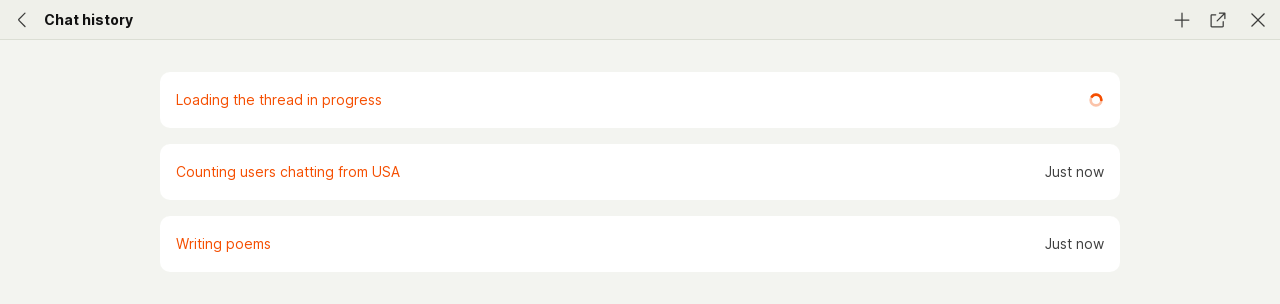 Chat history
Loading the thread in progress
Counting users chatting from USA Just now
Writing poems Just now